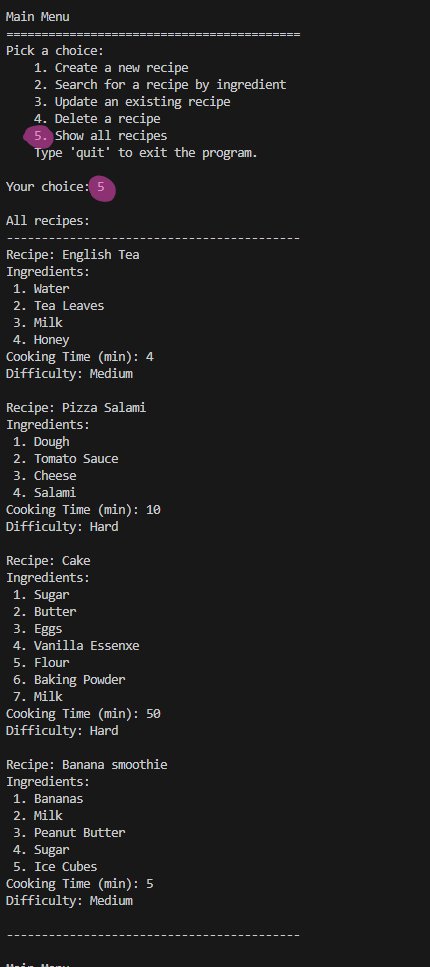 Main Menu
==========================================
Pick a choice:
    1. Create a new recipe
    2. Search for a recipe by ingredient
    3. Update an existing recipe
    4. Delete a recipe
    5. Show all recipes
    Type 'quit' to exit the program.
Your choice: 5
All recipes:
------------------------------------------
Recipe: English Tea
Ingredients:
 1. Water
 2. Tea Leaves
 3. Milk
 4. Honey
Cooking Time (min): 4
Difficulty: Medium
Recipe: Pizza Salami
Ingredients:
 1. Dough
 2. Tomato Sauce
 3. Cheese
 4. Salami
Cooking Time (min): 10
Difficulty: Hard
Recipe: Cake
Ingredients:
 1. Sugar
 2. Butter
 3. Eggs
 4. Vanilla Essenxe
 5. Flour
 6. Baking Powder
 7. Milk
Cooking Time (min): 50
Difficulty: Hard
Recipe: Banana smoothie
Ingredients:
 1. Bananas
 2. Milk
 3. Peanut Butter
 4. Sugar
 5. Ice Cubes
Cooking Time (min): 5
Difficulty: Medium
------------------------------------------
Main Menu